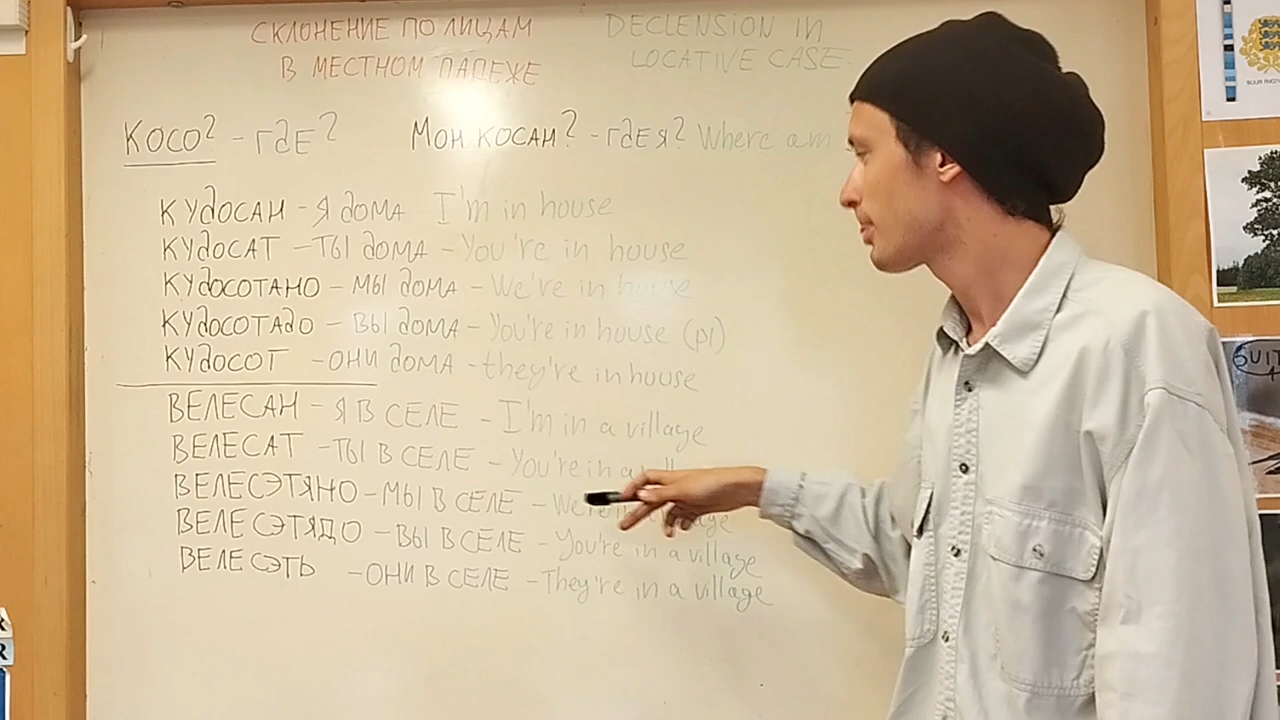 СКЛОНЕНИЕ ПО ЛИЦАМ
В МЕСТНОМ ПАДЕЖЕ
DECLENSION IN
LOCATIVE CASE
КОСО? - ГДЕ? МОН КОСАН? - ГДЕ Я? Where am
КУДОСАН - Я ДОМА I'm in house
КУДОСАТ - ТЫ ДОМА - You're in house
КУДОСОТАНО - МЫ ДОМА - We're in house
КУДОСОТАДО - ВЫ ДОМА - You're in house (pl)
КУДОСОТ - ОНИ ДОМА - they're in house
ВЕЛЕСАН - Я В СЕЛЕ - I'm in a village
ВЕЛЕСАТ - ТЫ В СЕЛЕ - You're in a
ВЕЛЕСЭТЯНО - МЫ В СЕЛЕ - We're
ВЕЛЕСЭТЯДО - ВЫ В СЕЛЕ - You're in a village
ВЕЛЕСЭТЬ - ОНИ В СЕЛЕ - They're in a village